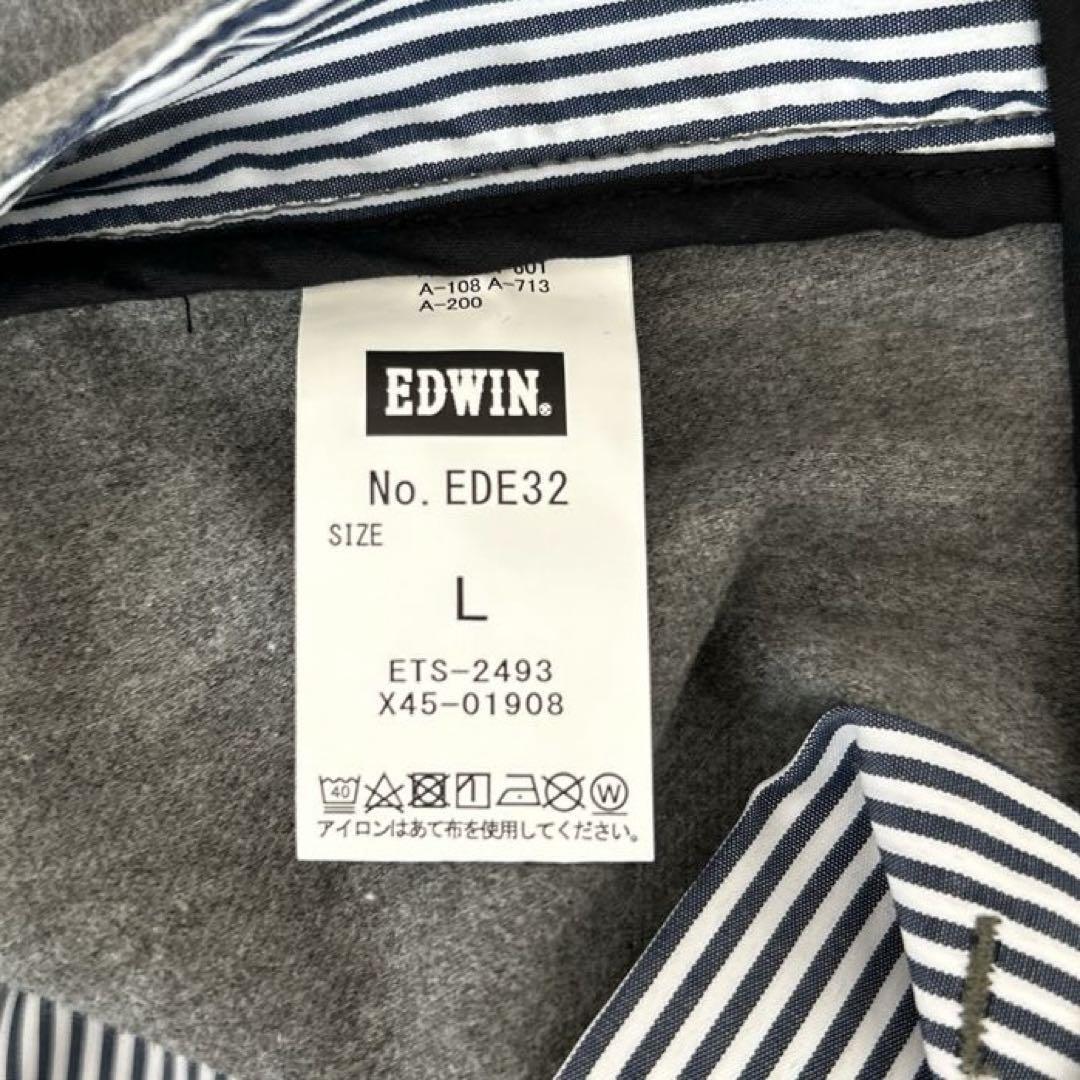 A-108 A-713
A-200
EDWIN®
No. EDE32
SIZE
L
ETS-2493
X45-01908
40 W
アイロンはあて布を使用してください。